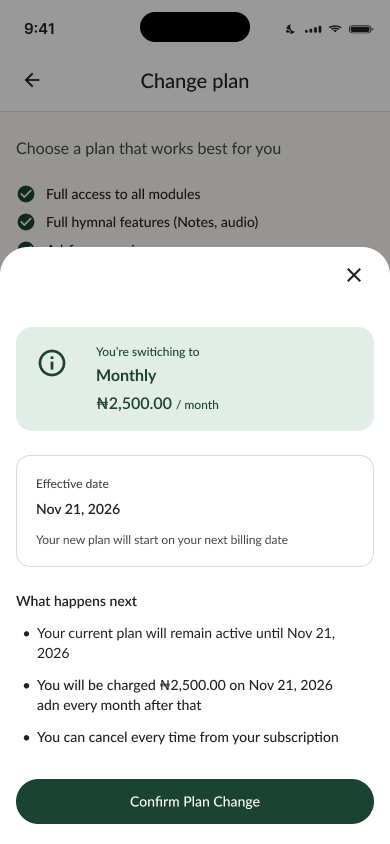 9:41
Change plan
Choose a plan that works best for you
Full access to all modules
Full hymnal features (Notes, audio)
You're switiching to
Monthly
₦2,500.00 / month
Effective date
Nov 21, 2026
Your new plan will start on your next billing date
What happens next
• Your current plan will remain active until Nov 21,
2026
• You will be charged ₦2,500.00 on Nov 21, 2026
adn every month after that
• You can cancel every time from your subscription
Confirm Plan Change